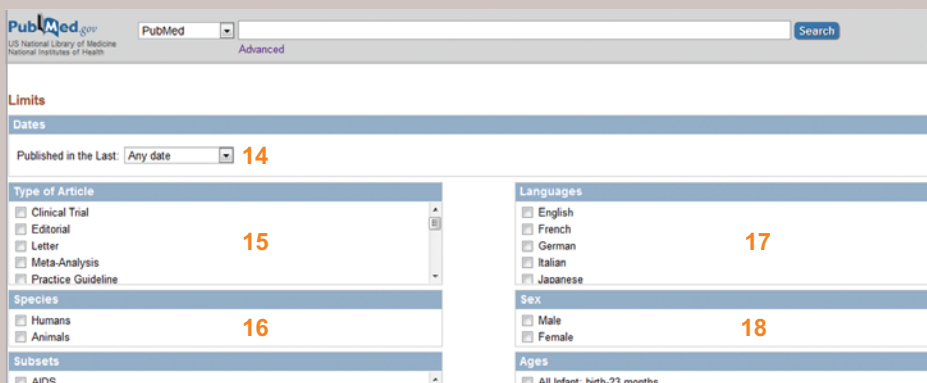 PubMed.gov
US National Library of Medicine
National Institutes of Health
PubMed
Search
Advanced
Limits
Dates
Published in the Last: Any date
14
Type of Article
Clinical Trial
Editorial
Letter
Meta-Analysis
Practice Guideline
15
Languages
English
French
German
Italian
Japanese
17
Species
Humans
Animals
16
Sex
Male
Female
18
Subsets
AIDS
Ages
All Infant: birth-23 months